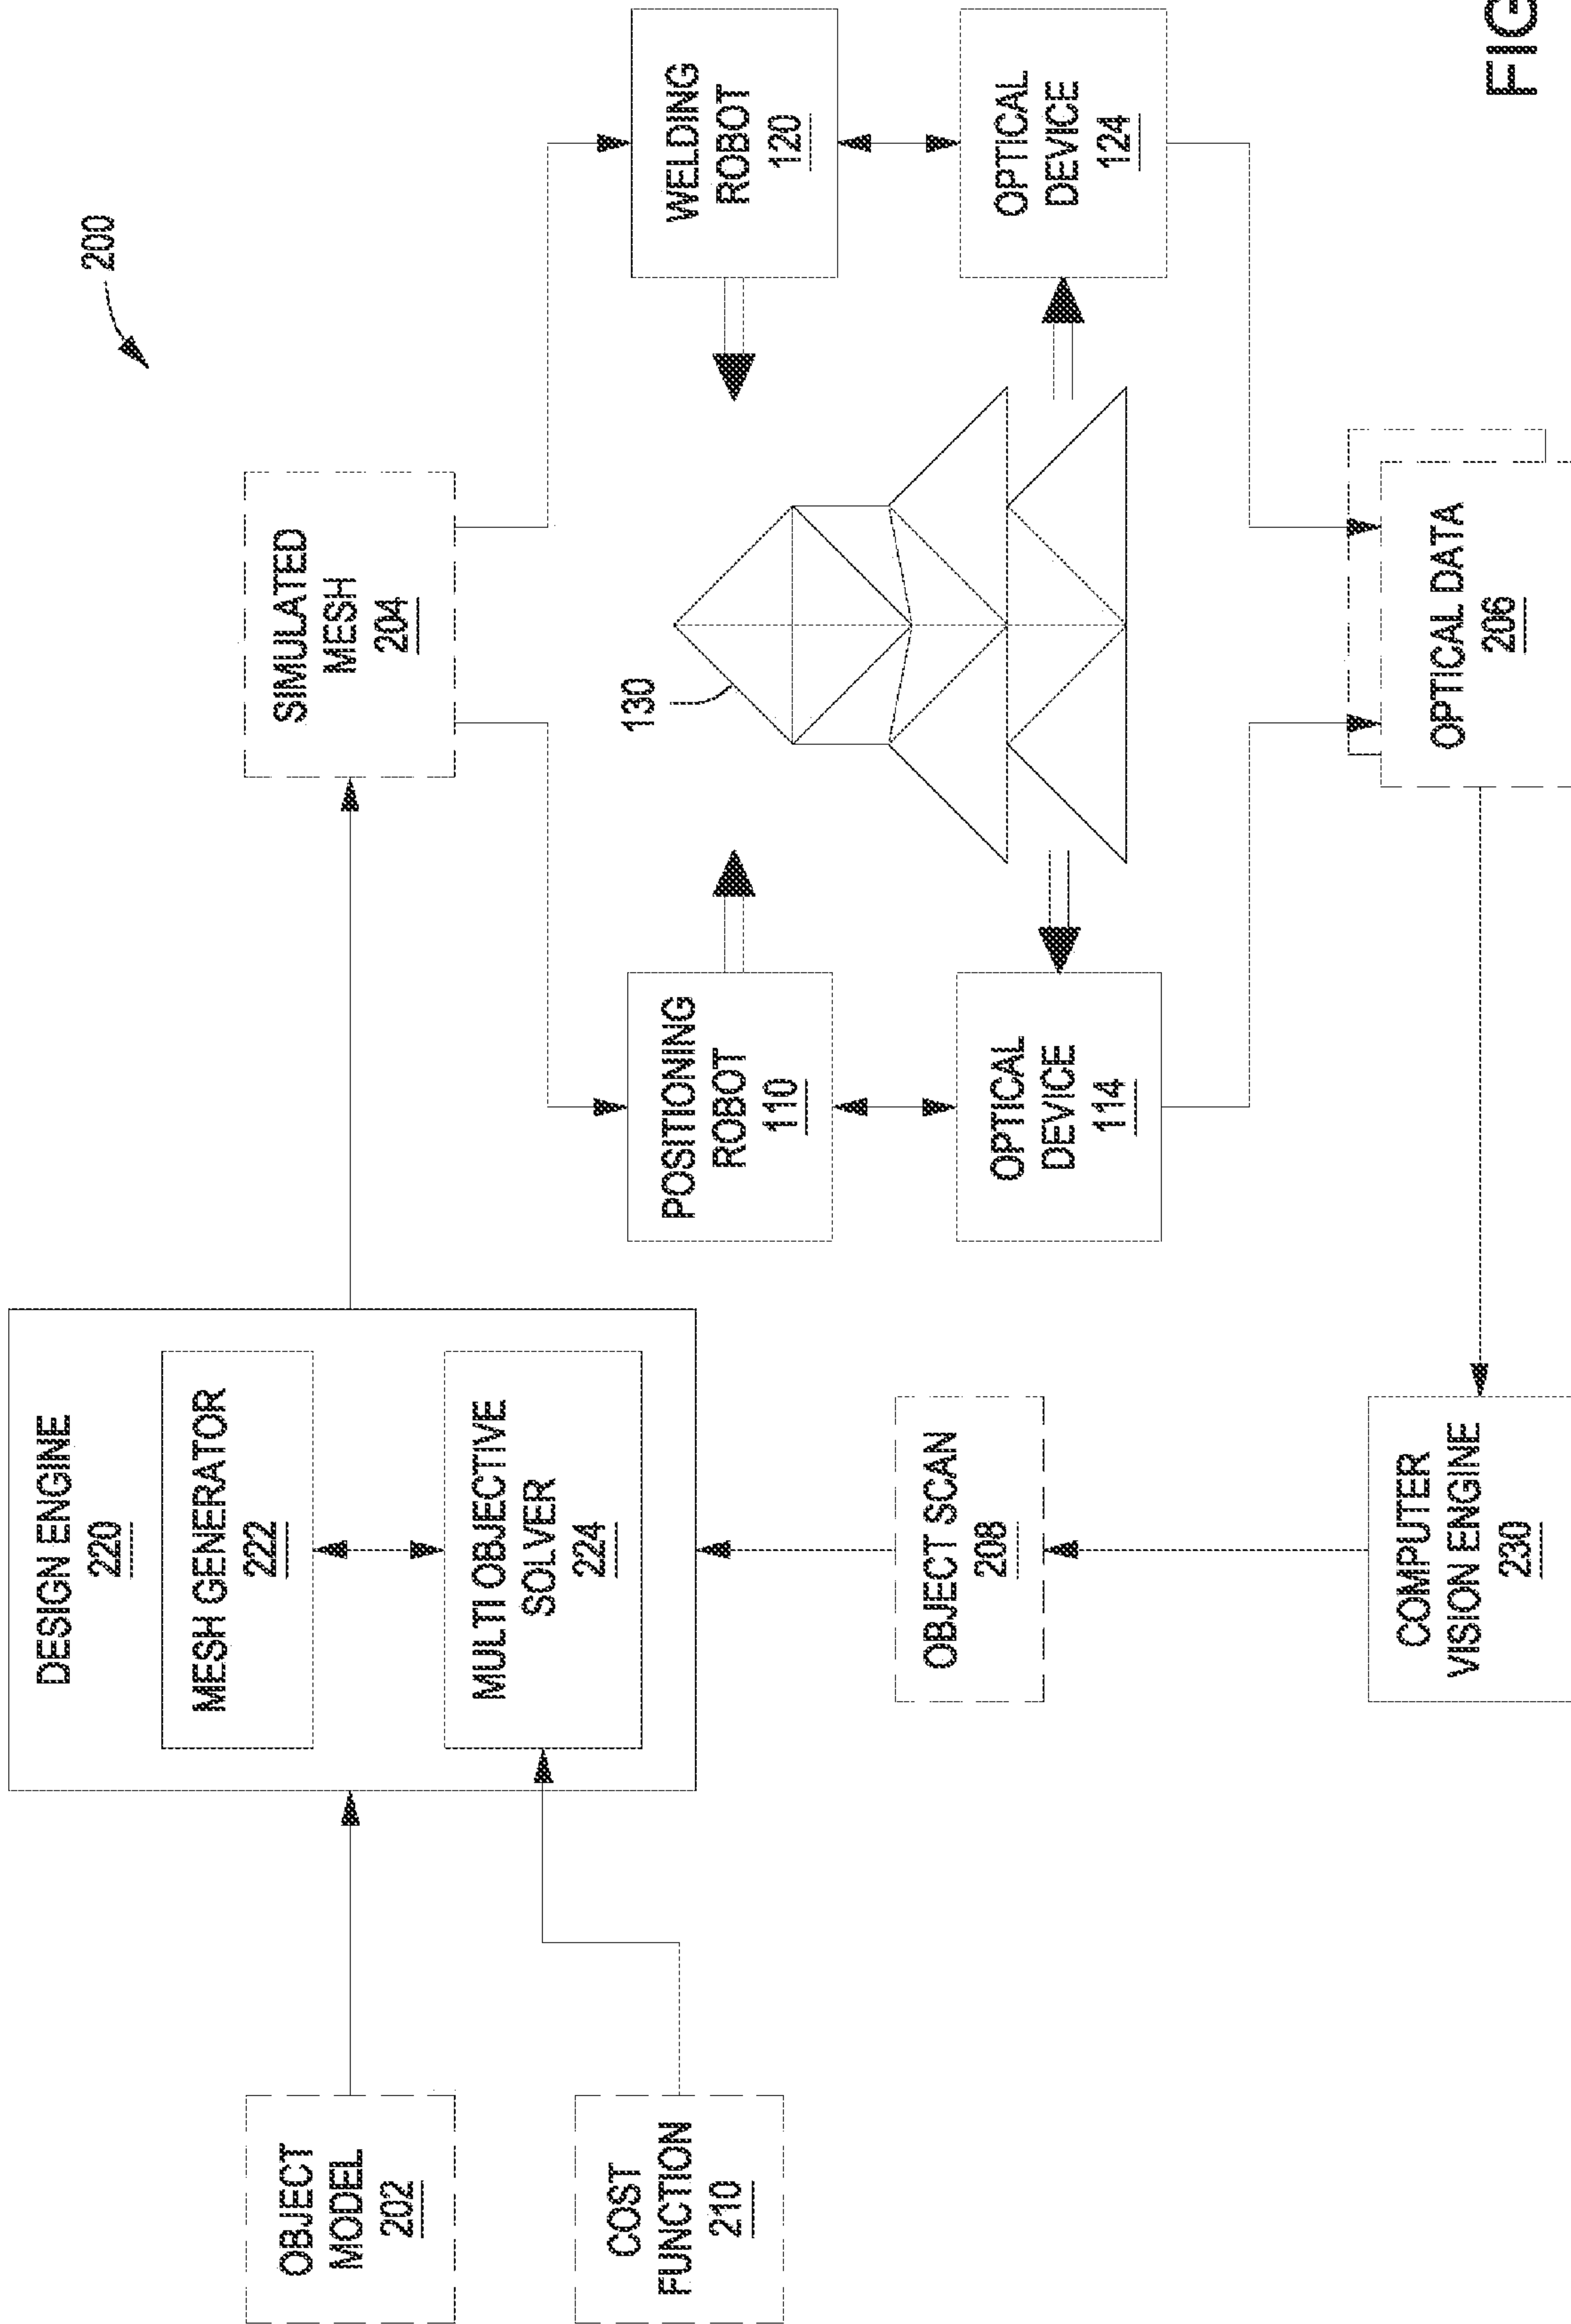 200
OBJECT
MODEL
202
COST
FUNCTION
210
DESIGN ENGINE
220
MESH GENERATOR
222
MULTI OBJECTIVE
SOLVER
224
SIMULATED
MESH
204
POSITIONING
ROBOT
110
WELDING
ROBOT
120
130
OPTICAL
DEVICE
114
OPTICAL
DEVICE
124
OBJECT SCAN
208
COMPUTER
VISION ENGINE
230
OPTICAL DATA
206
FIG